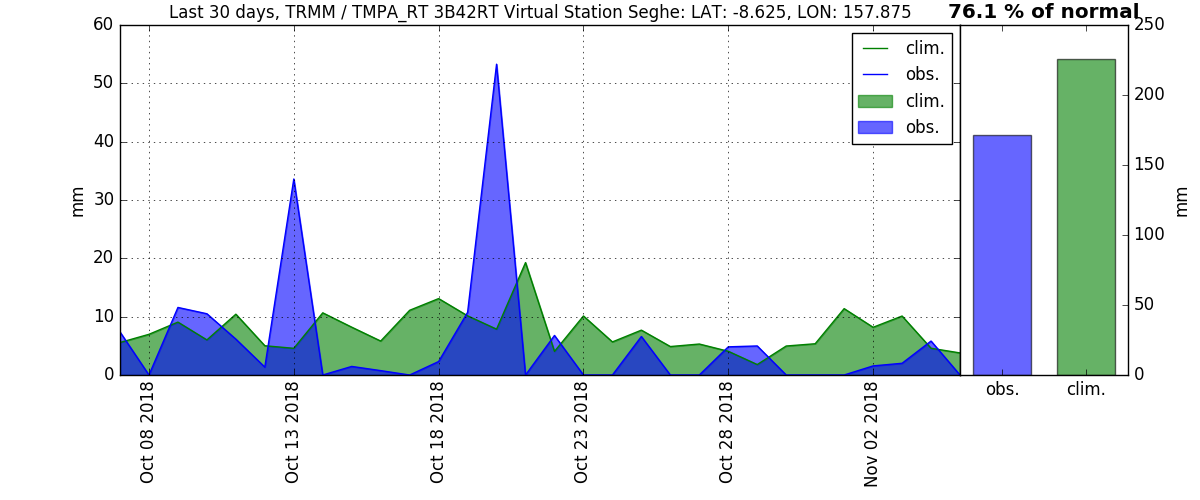 Last 30 days, TRMM / TMPA_RT 3B42RT Virtual Station Seghe: LAT: -8.625, LON: 157.875
76.1 % of normal
60
50
40
30
20
10
0
mm
clim.
obs.
clim.
obs.
Oct 08 2018
Oct 13 2018
Oct 18 2018
Oct 23 2018
Oct 28 2018
Nov 02 2018
250
200
150
100
50
0
mm
obs.
clim.